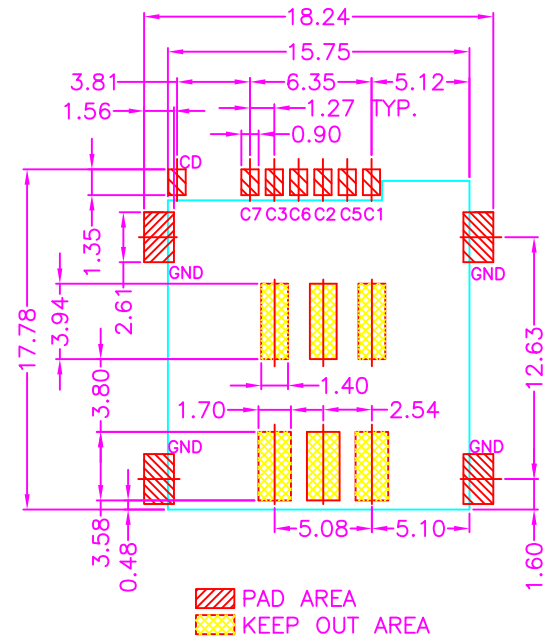 18.24
15.75
3.81
6.35
5.12
1.56
1.27 TYP.
0.90
CD
C7 C3 C6 C2 C5 C1
1.35
GND
GND
2.61
17.78
3.94
12.63
3.80
1.40
1.70
2.54
GND
GND
3.58
0.48
5.08
5.10
1.60
PAD AREA
KEEP OUT AREA